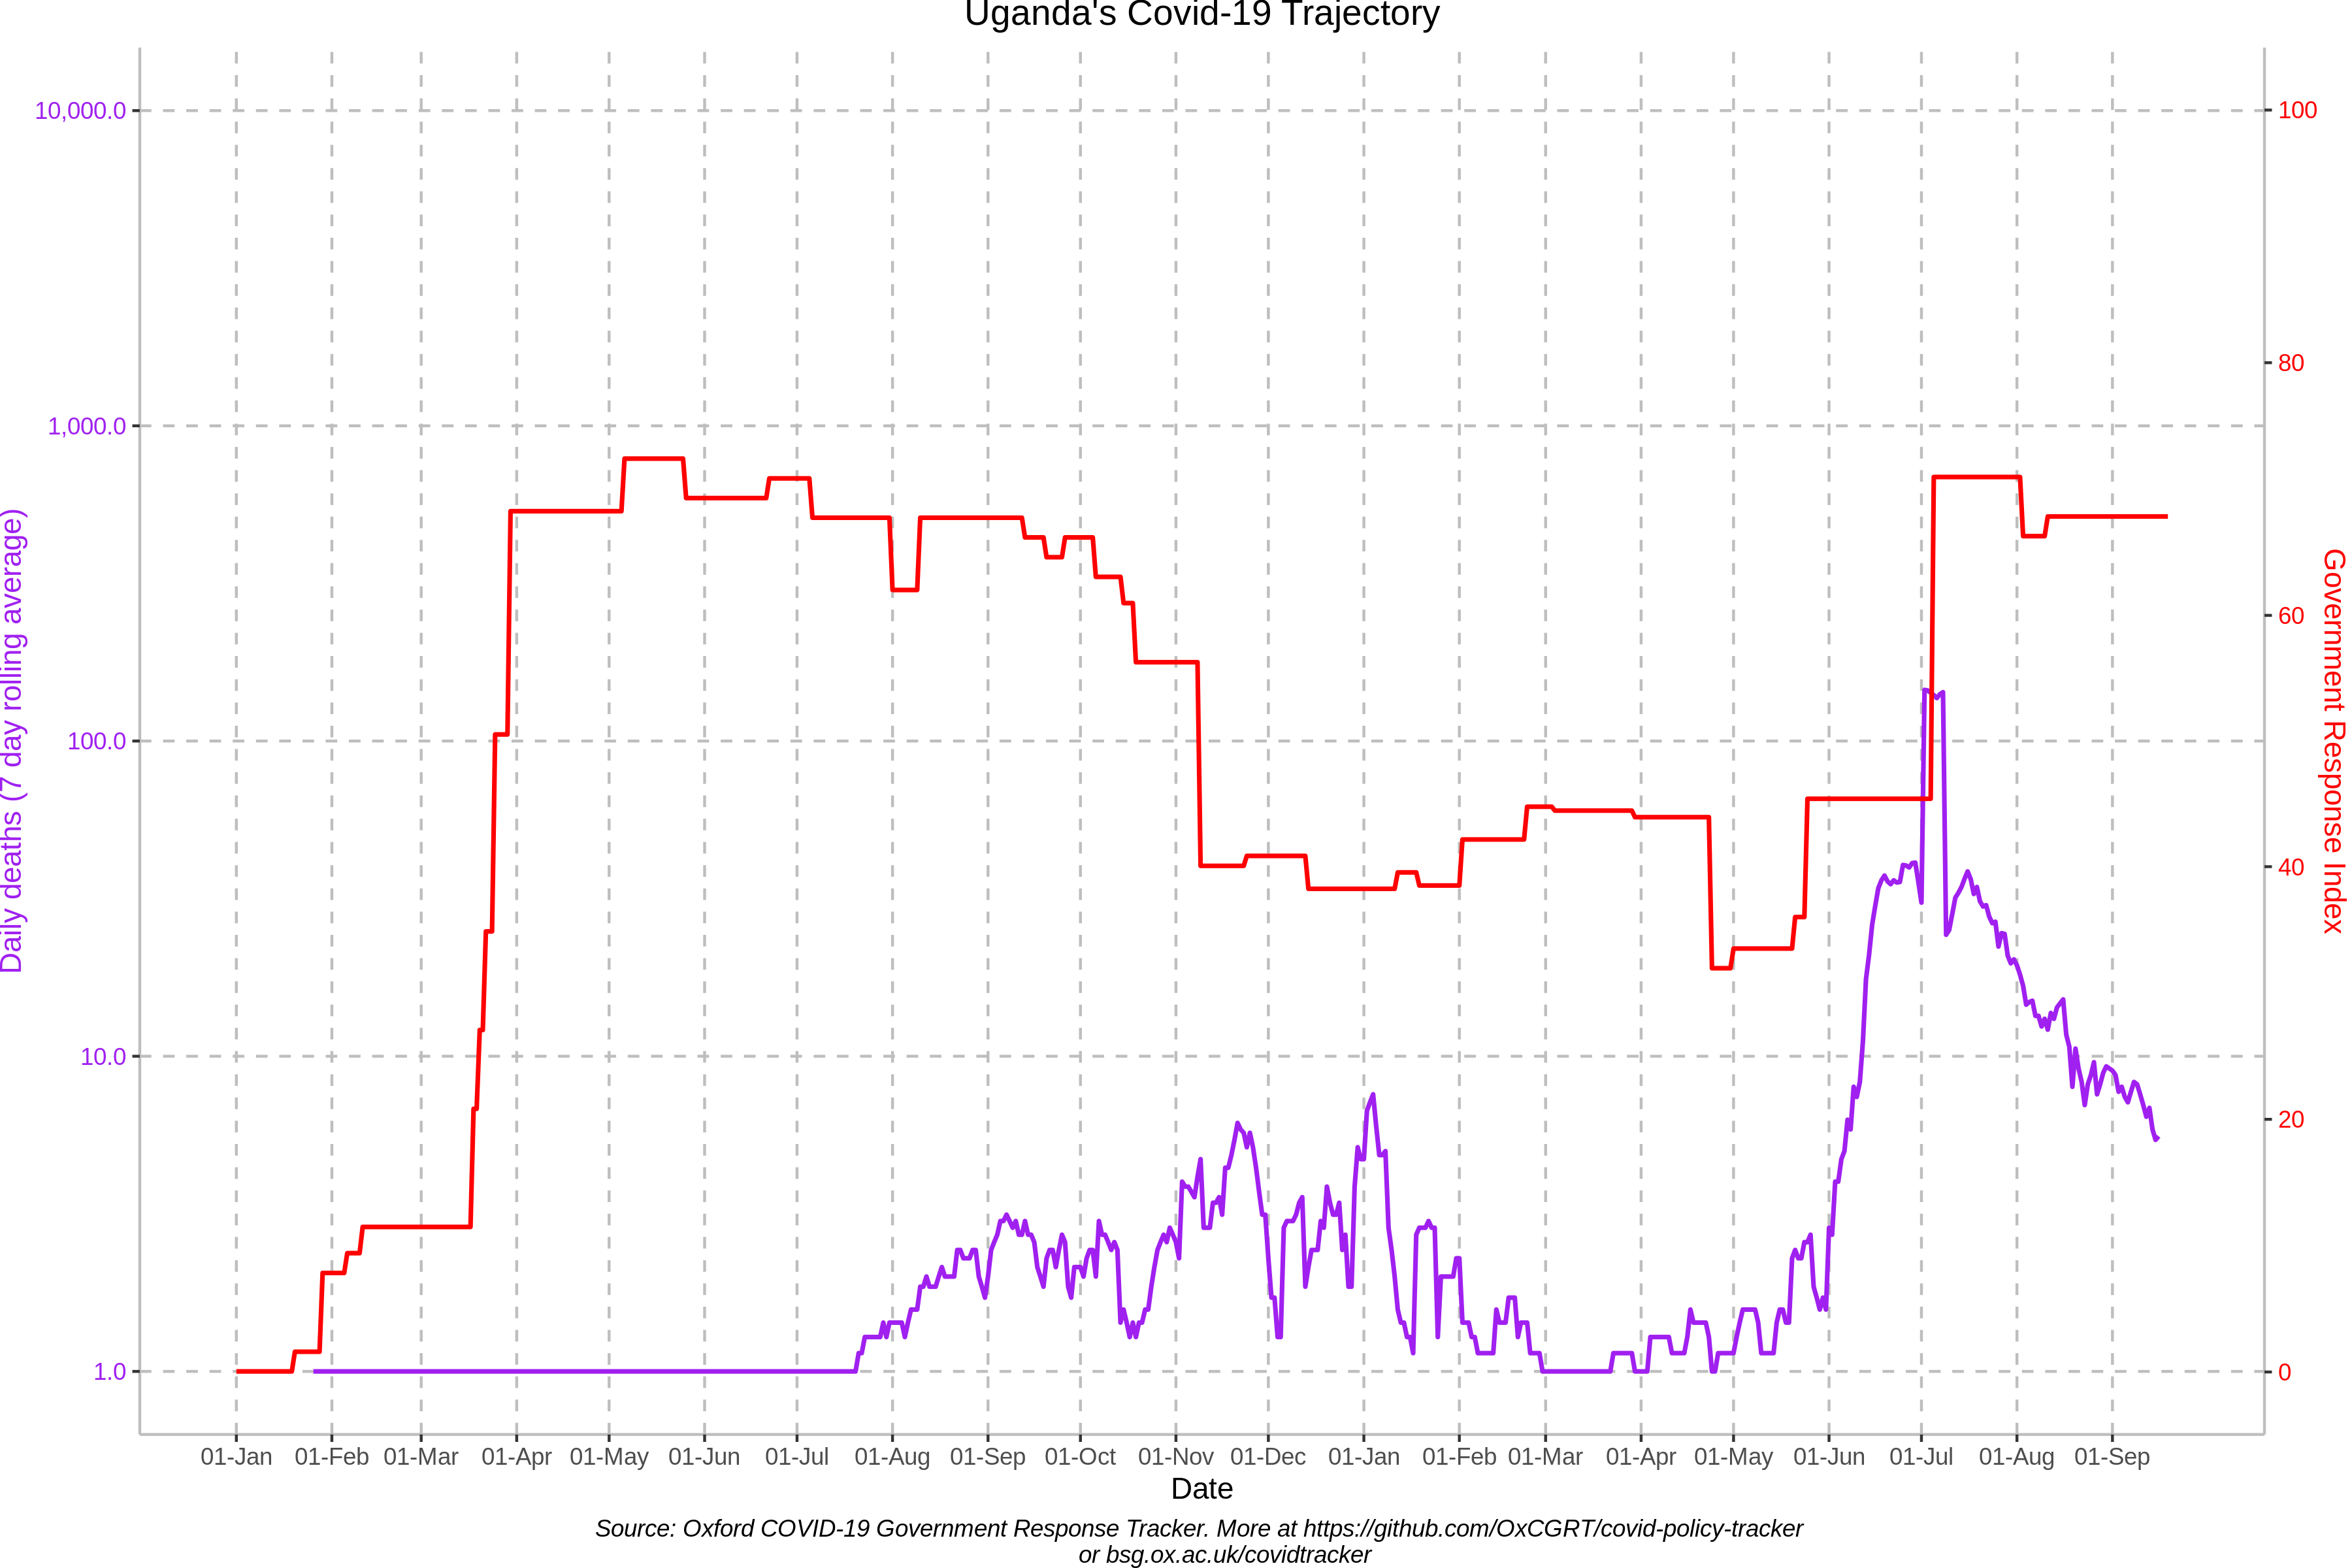 Uganda's Covid-19 Trajectory
10,000.0
1,000.0
100.0
10.0
1.0
Daily deaths (7 day rolling average)
100
80
60
40
20
0
Government Response Index
01-Jan 01-Feb 01-Mar 01-Apr 01-May 01-Jun 01-Jul 01-Aug 01-Sep 01-Oct 01-Nov 01-Dec 01-Jan 01-Feb 01-Mar 01-Apr 01-May 01-Jun 01-Jul 01-Aug 01-Sep
Date
Source: Oxford COVID-19 Government Response Tracker. More at https://github.com/OxCGRT/covid-policy-tracker
or bsg.ox.ac.uk/covidtracker